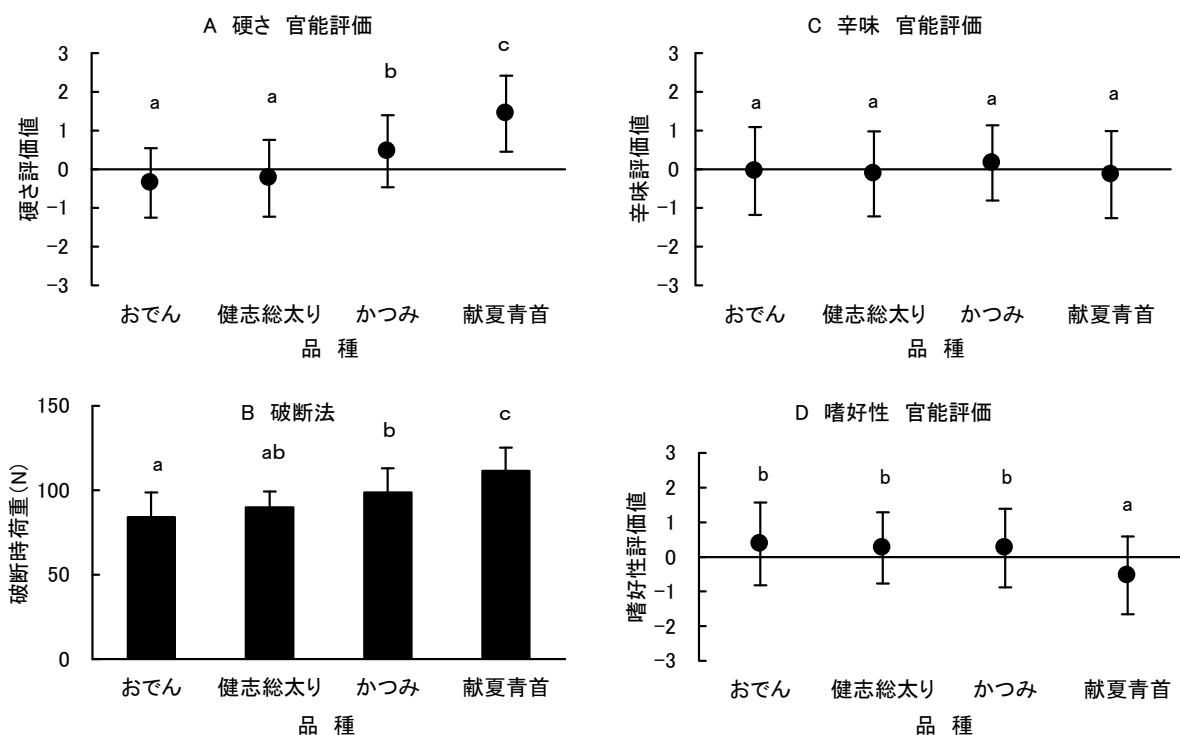 A 硬さ 官能評価
3
2
1
0
−1
−2
−3
硬さ評価値
a
a
b
c
おでん 健志総太り かつみ 献夏青首
品 種
C 辛味 官能評価
3
2
1
0
−1
−2
−3
辛味評価値
a
a
a
a
おでん 健志総太り かつみ 献夏青首
品 種
B 破断法
150
100
50
0
破断時荷重(N)
a
ab
b
c
おでん 健志総太り かつみ 献夏青首
品 種
D 嗜好性 官能評価
3
2
1
0
−1
−2
−3
嗜好性評価値
b
b
b
a
おでん 健志総太り かつみ 献夏青首
品 種